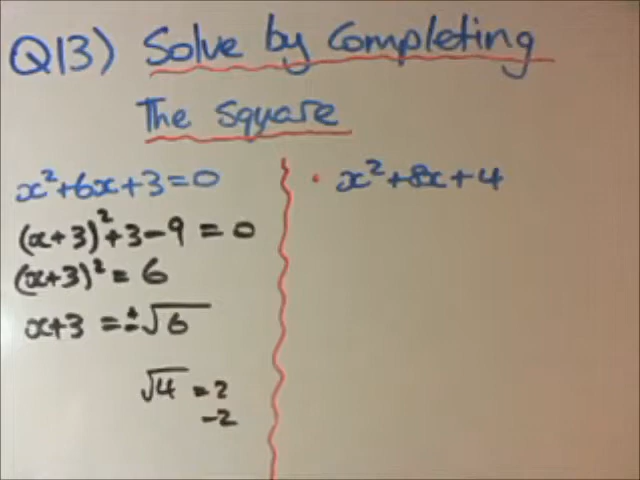 Q13) Solve by Completing
The Square
x²+6x+3=0
(x+3)²+3-9=0
(x+3)²=6
x+3=±√6
√4=2
-2
x²+8x+4